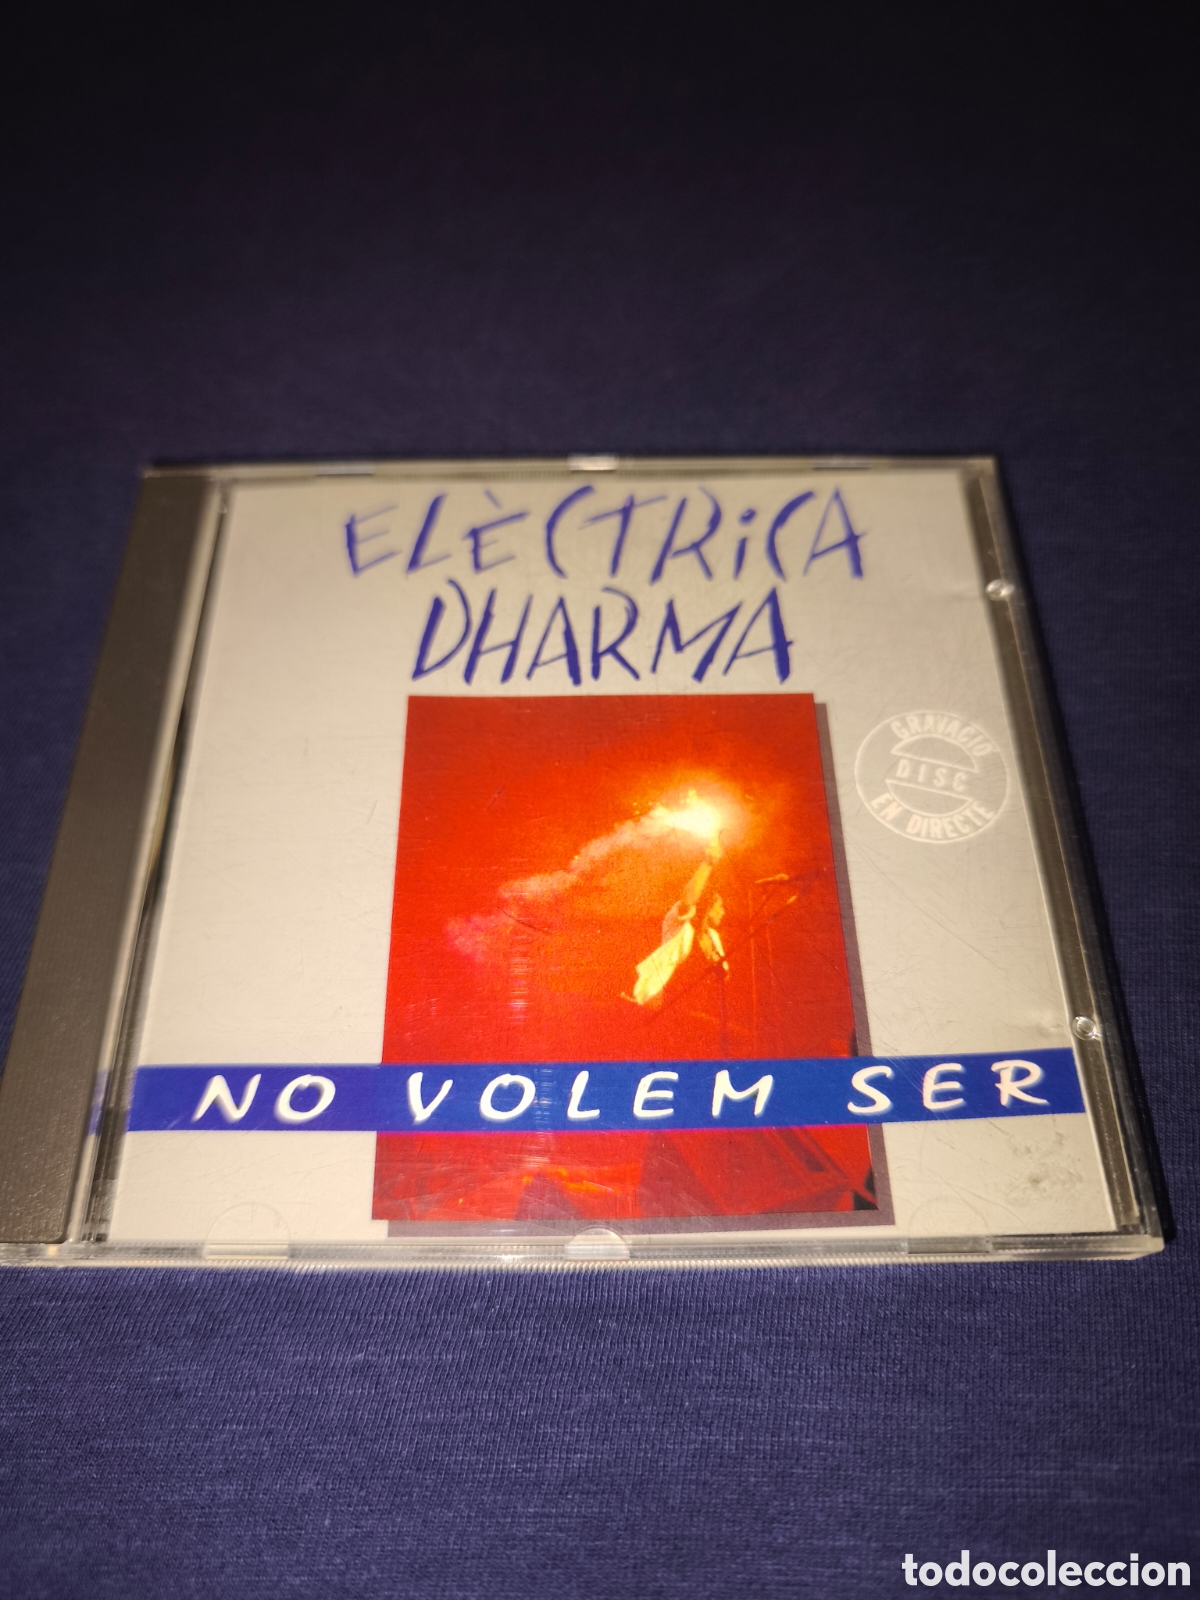 ELÈCTRiCA
DHARMA
GRAVACIÓ
DISC
EN DIRECTE
NO VOLEM SER
todocoleccion